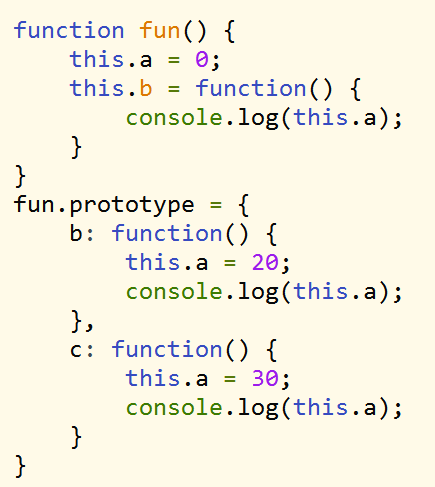 function fun() {
    this.a = 0;
    this.b = function() {
        console.log(this.a);
    }
}
fun.prototype = {
    b: function() {
        this.a = 20;
        console.log(this.a);
    },
    c: function() {
        this.a = 30;
        console.log(this.a);
    }
}